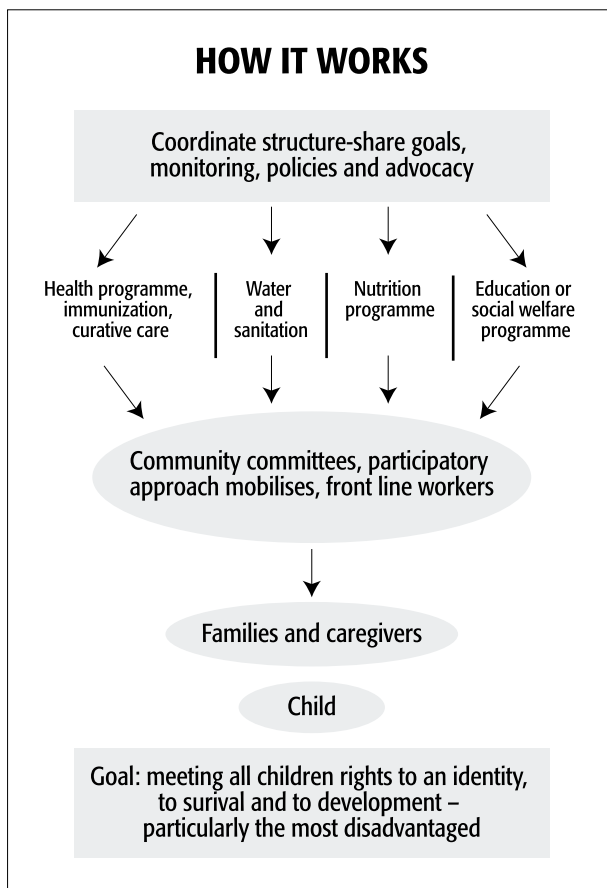 HOW IT WORKS
Coordinate structure-share goals,
monitoring, policies and advocacy
Health programme,
immunization,
curative care
Water
and
sanitation
Nutrition
programme
Education or
social welfare
programme
Community committees, participatory
approach mobilises, front line workers
Families and caregivers
Child
Goal: meeting all children rights to an identity,
to surival and to development –
particularly the most disadvantaged